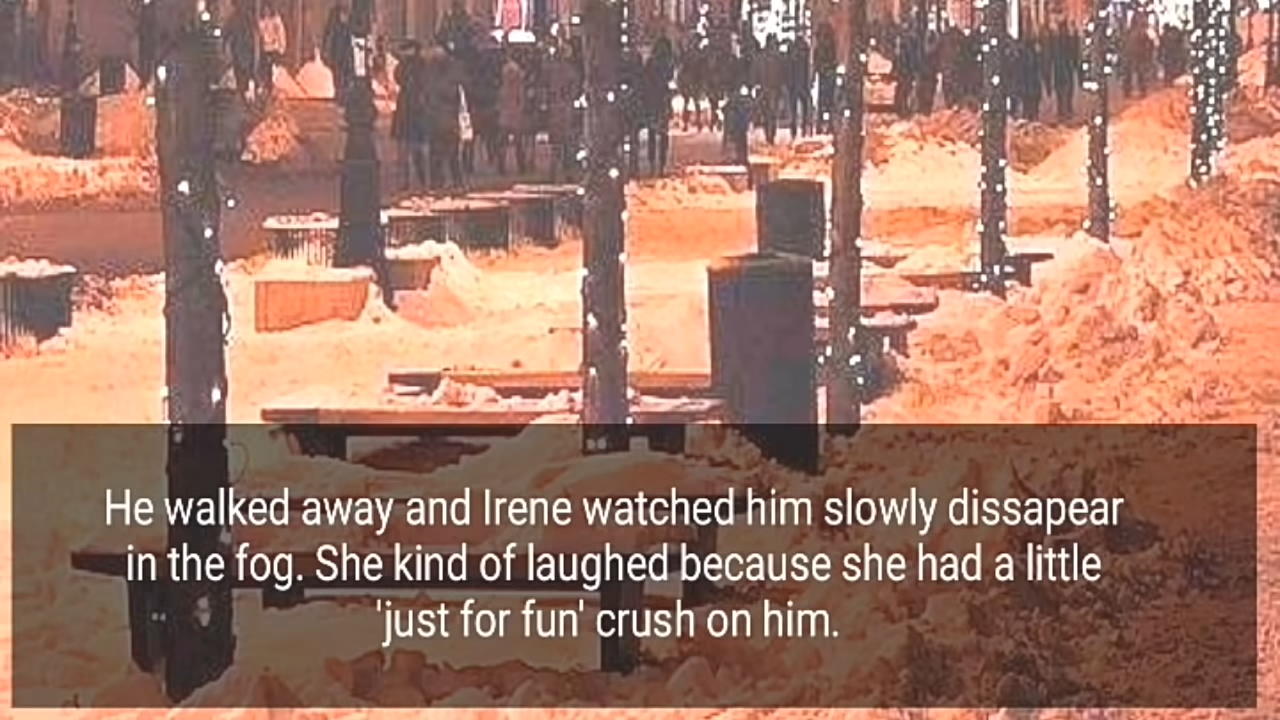 He walked away and Irene watched him slowly dissapear
in the fog. She kind of laughed because she had a little
'just for fun' crush on him.